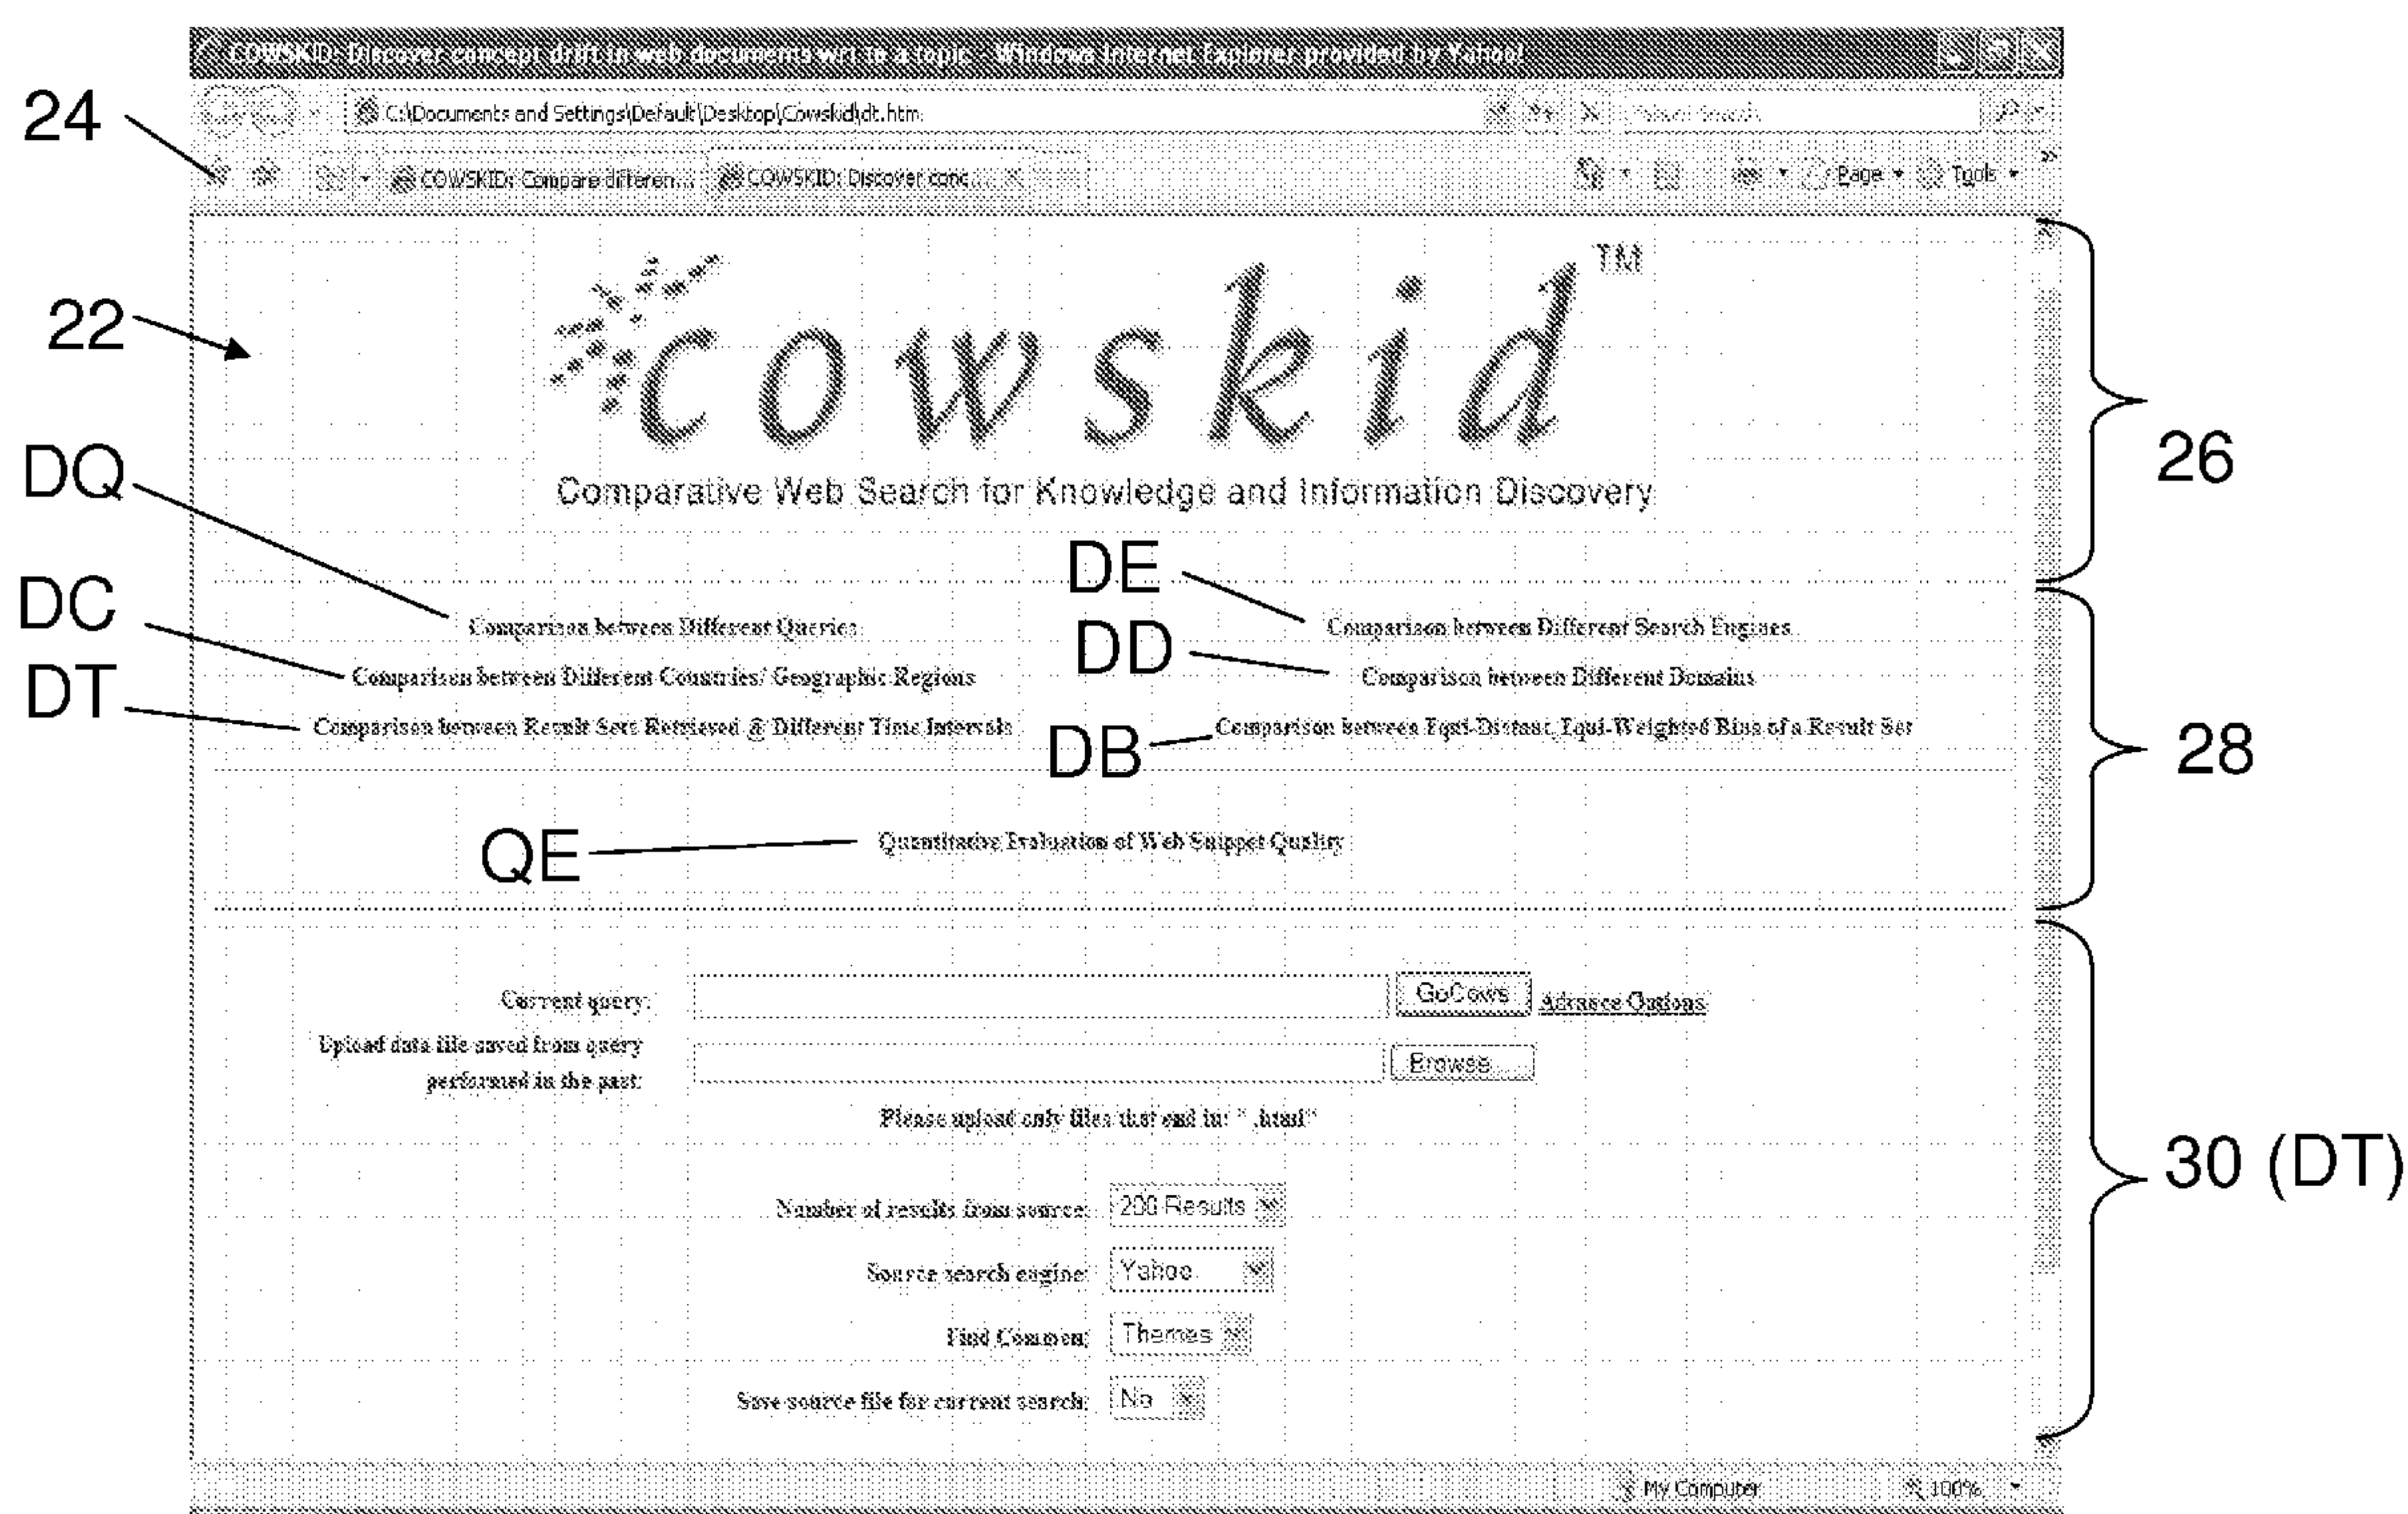 COWSKID: Discover concept drift in web documents wrt to a topic - Windows Internet Explorer provided by Yahoo!
24
C:\Documents and Settings\Default\Desktop\Cowskid\dt.htm
Yahoo! Search
COWSKID: Compare differen...
COWSKID: Discover conc...
Page
Tools
22
cowskid TM
Comparative Web Search for Knowledge and Information Discovery
26
DQ
DE
DC
DD
DT
DB
Comparison between Different Queries
Comparison between Different Search Engines
Comparison between Different Countries/ Geographic Regions
Comparison between Different Domains
Comparison between Result Sets Retrieved @ Different Time Intervals
Comparison between Equi-Distant, Equi-Weighted Bins of a Result Set
28
QE
Quantitative Evaluation of Web Snippet Quality
Current query:
GoCows
Advance Options
Upload data file saved from query
performed in the past:
Browse...
Please upload only files that end in: " .html"
30 (DT)
Number of results from source: 200 Results
Source search engine: Yahoo
Find Common: Themes
Save source file for current search: No
My Computer
100%